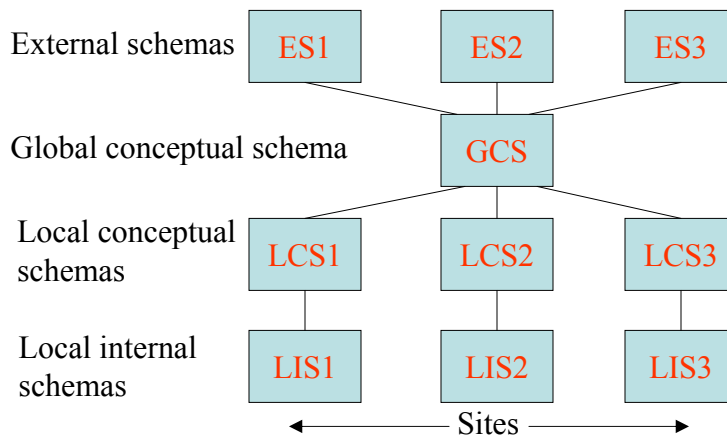 External schemas
ES1
ES2
ES3
Global conceptual schema
GCS
Local conceptual
schemas
LCS1
LCS2
LCS3
Local internal
schemas
LIS1
LIS2
LIS3
Sites